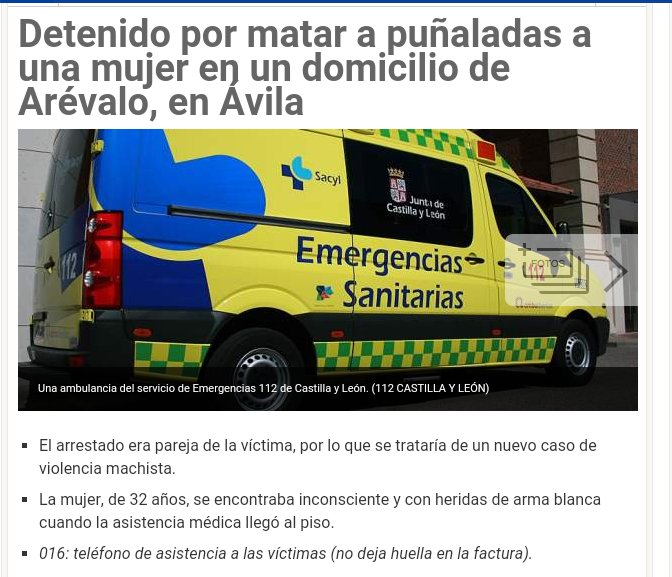 Detenido por matar a puñaladas a
una mujer en un domicilio de
Arévalo, en Ávila
Sacyl
Junta de
Castilla y León
Emergencias
Sanitarias
112
+
FOTOS
112
Una ambulancia del servicio de Emergencias 112 de Castilla y León. (112 CASTILLA Y LEÓN)
El arrestado era pareja de la víctima, por lo que se trataría de un nuevo caso de
violencia machista.
La mujer, de 32 años, se encontraba inconsciente y con heridas de arma blanca
cuando la asistencia médica llegó al piso.
016: teléfono de asistencia a las víctimas (no deja huella en la factura).